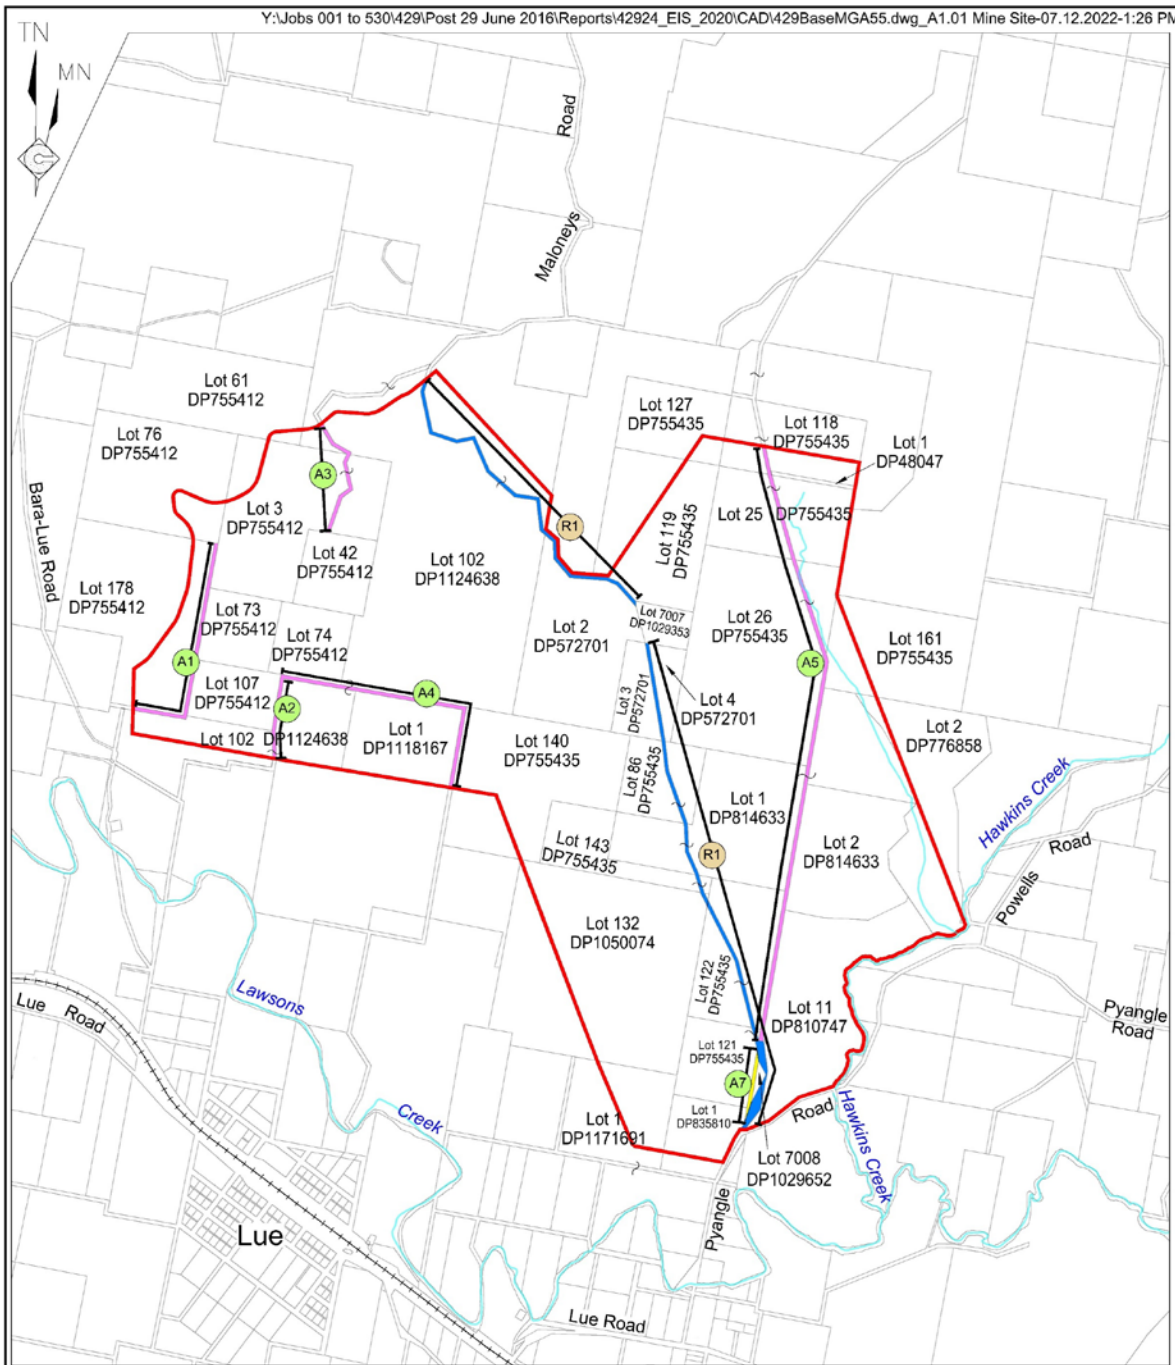 Y:\Jobs 001 to 530\429\Post 29 June 2016\Reports\42924_EIS_2020\CAD\429BaseMGA55.dwg_A1.01 Mine Site-07.12.2022-1:26 PM
TN
MN
Road
Maloneys
Lot 61
DP755412
Lot 127
DP755435
Lot 118
DP755435
Lot 1
DP48047
Lot 76
DP755412
A3
Bara-Lue Road
Lot 3
DP755412
R1
Lot 25
DP755435
Lot 119
DP755435
Lot 42
DP755412
Lot 102
DP1124638
Lot 178
DP755412
Lot 73
DP755412
Lot 7007
DP1029353
Lot 26
DP755435
Lot 161
DP755435
Lot 74
DP755412
Lot 2
DP572701
A1
A5
Lot 107
DP755412
A2
A4
Lot 3
DP572701
Lot 4
DP572701
Lot 102
DP1124638
Lot 1
DP1118167
Lot 140
DP755435
Lot 2
DP776858
Lot 86
DP755435
Hawkins Creek
Lot 1
DP814633
Lot 143
DP755435
R1
Lot 2
DP814633
Road
Powells
Lot 132
DP1050074
Lot 122
DP755435
Lawsons
Lue Road
Lot 11
DP810747
Pyangle
Road
Lot 121
DP755435
A7
Creek
Lot 1
DP835810
Road
Hawkins Creek
Lot 1
DP1171691
Lot 7008
DP1029652
Pyangle
Lue
Lue Road